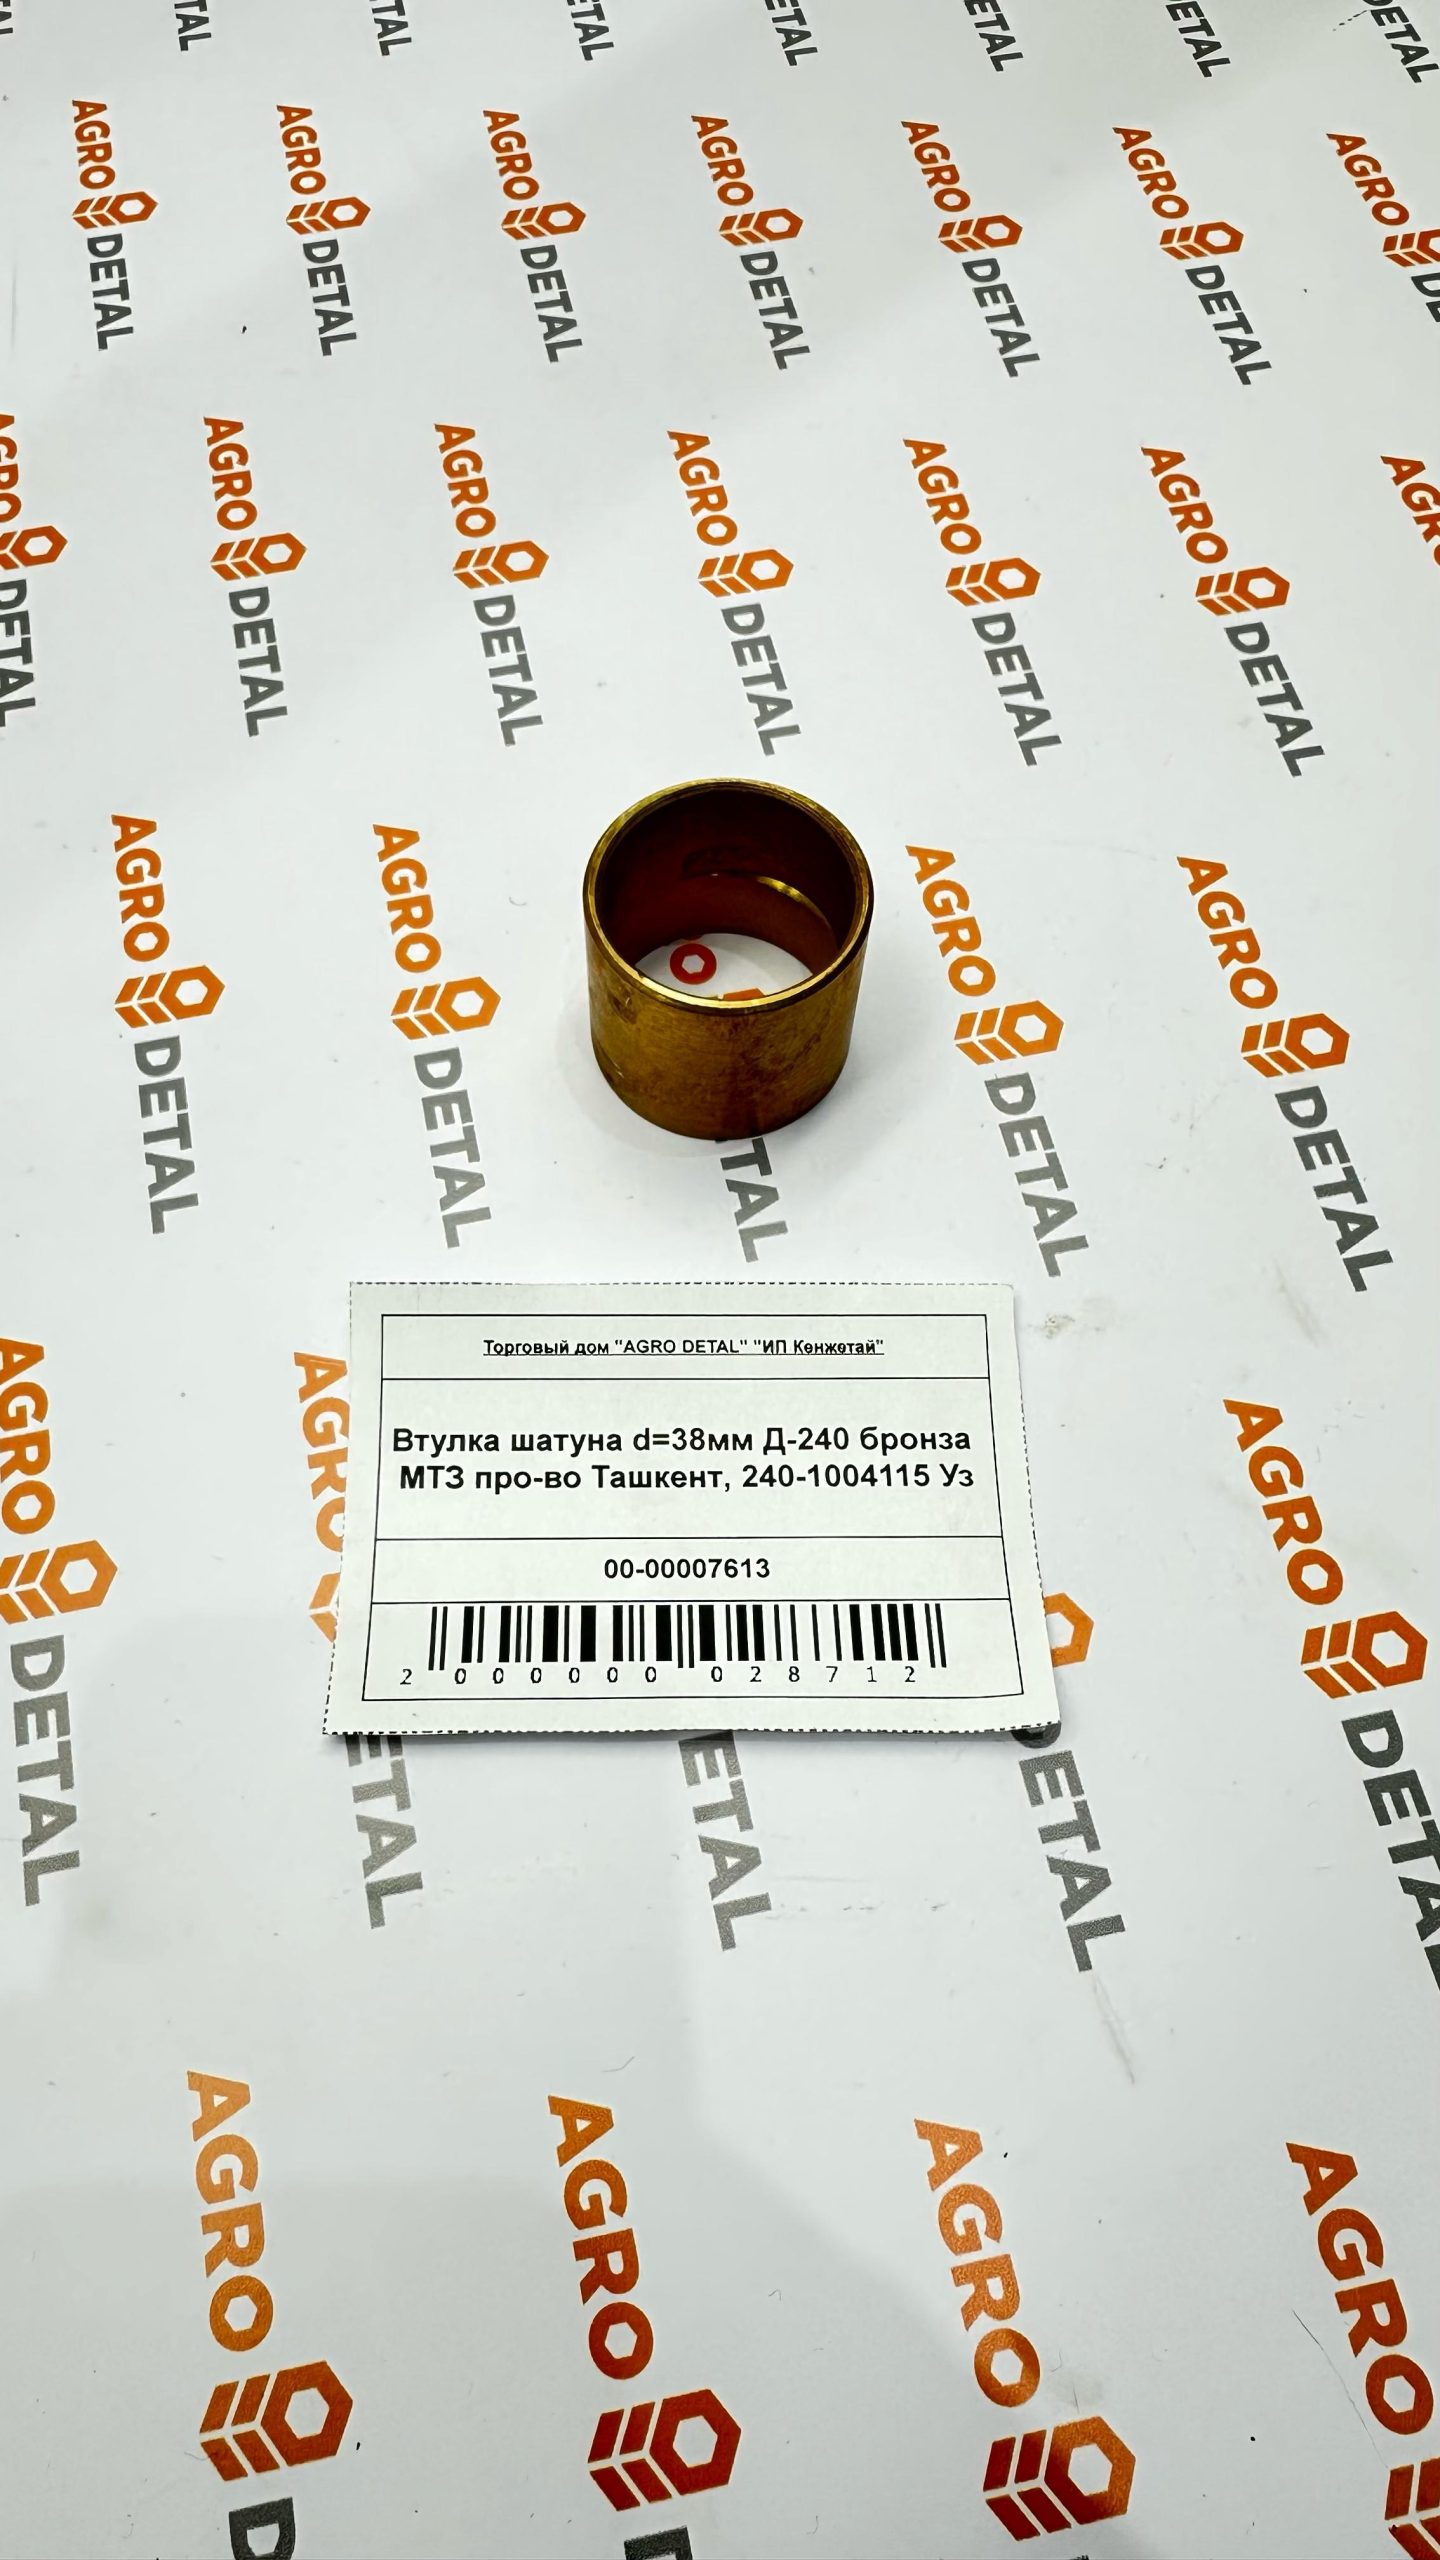 AGRO DETAL
Торговый дом "AGRO DETAL" "ИП Кенжетай"
Втулка шатуна d=38мм Д-240 бронза
МТЗ про-во Ташкент, 240-1004115 Уз
00-00007613
2 000000 028712